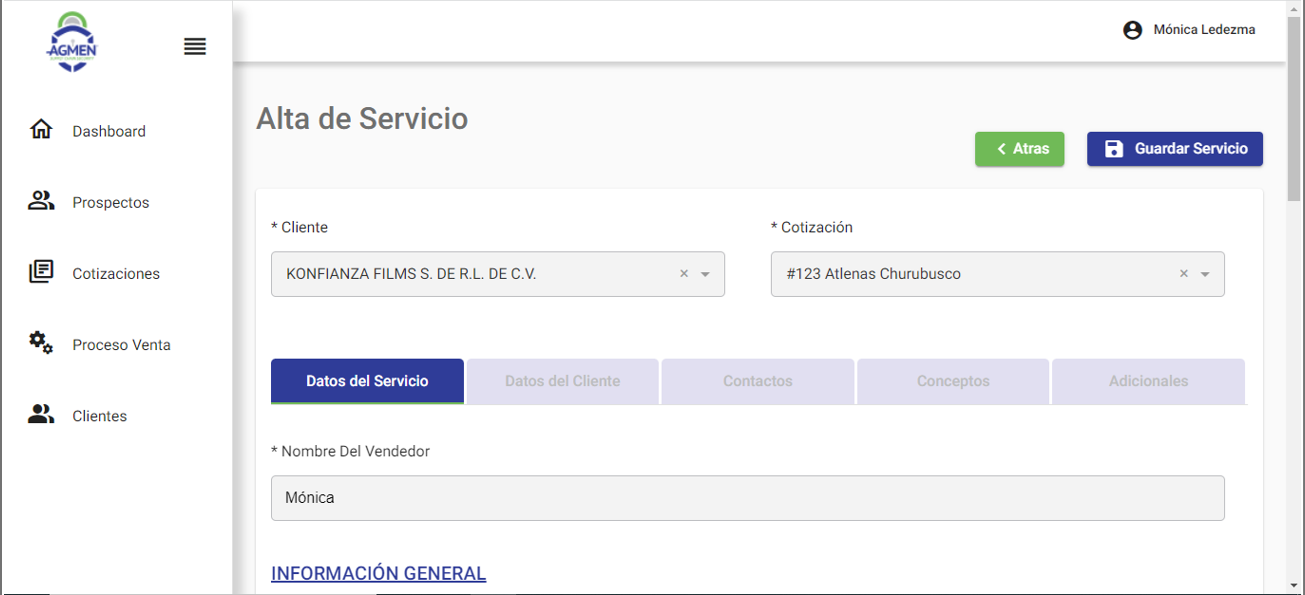 AGMEN
Mónica Ledezma
Dashboard
Prospectos
Cotizaciones
Proceso Venta
Clientes
Alta de Servicio
Atras
Guardar Servicio
* Cliente
* Cotización
KONFIANZA FILMS S. DE R.L. DE C.V.
#123 Atlenas Churubusco
Datos del Servicio
Datos del Cliente
Contactos
Conceptos
Adicionales
* Nombre Del Vendedor
Mónica
INFORMACIÓN GENERAL